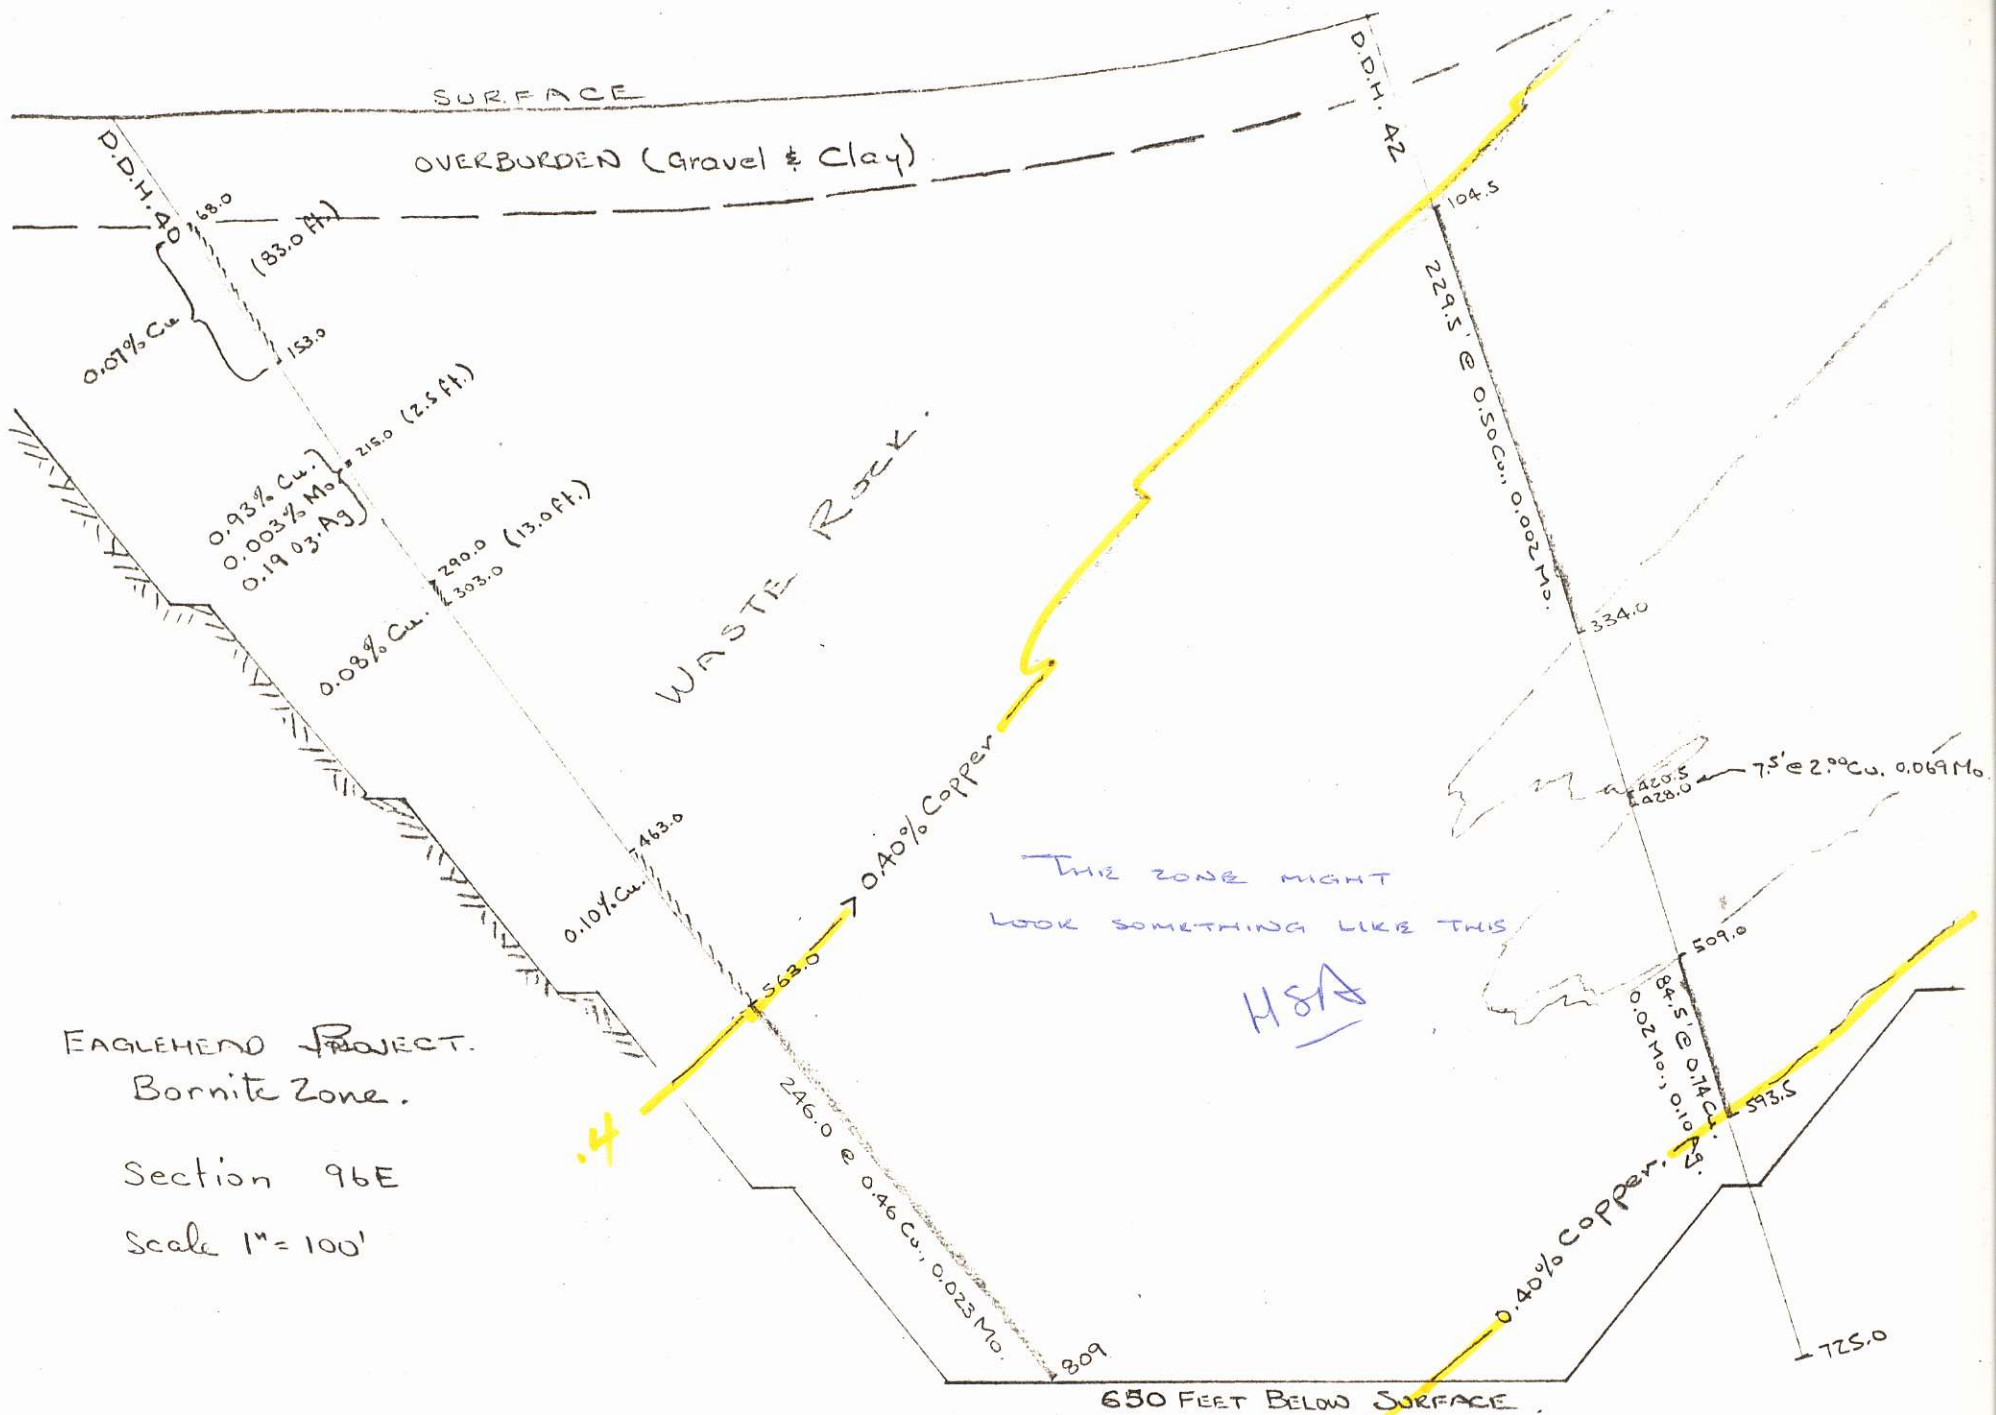 SURFACE
OVERBURDEN (Gravel & Clay)
D.D.H. 40
68.0
(83.0 ft.)
0.07% Cu
153.0
215.0 (2.5 ft.)
0.93% Cu.
0.003% Mo
0.19 oz. Ag
290.0 (13.0 ft.)
303.0
0.08% Cu.
463.0
0.10% Cu.
563.0
246.0 @ 0.46 Cu., 0.023 Mo.
809
WASTE ROCK.
0.40% Copper
.4
D.D.H. 42
104.5
229.5' @ 0.50 Cu., 0.002 Mo.
334.0
420.5
428.0
7.5' @ 2.00 Cu. 0.069 Mo.
509.0
84.5' @ 0.74 Cu.
0.02 Mo., 0.10 Ag.
593.5
0.40% Copper.
725.0
THE ZONE MIGHT
LOOK SOMETHING LIKE THIS
HSA
EAGLEHEAD PROJECT.
Bornite Zone.
Section 96E
Scale 1"= 100'
650 FEET BELOW SURFACE.